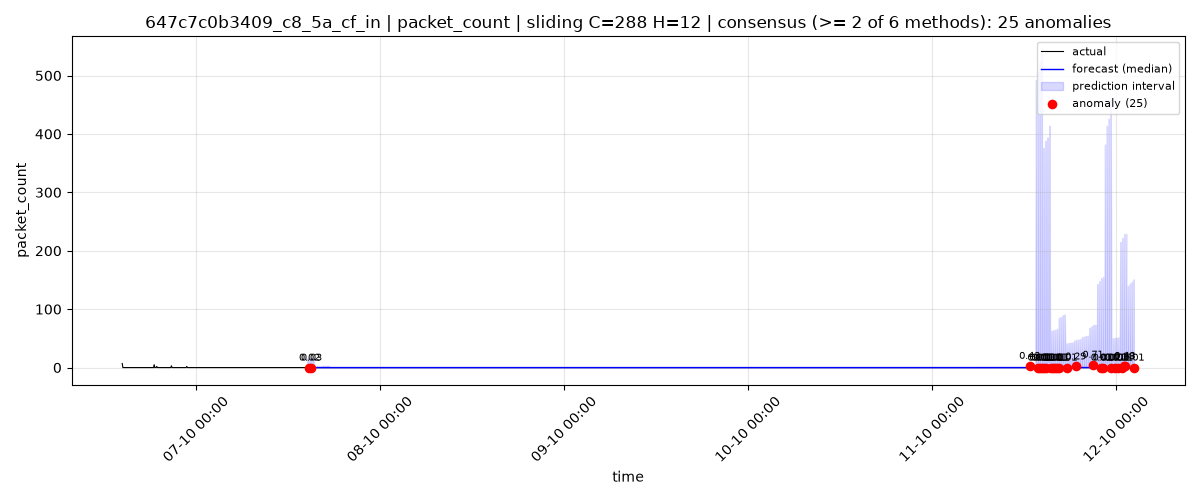 647c7c0b3409_c8_5a_cf_in | packet_count | sliding C=288 H=12 | consensus (>= 2 of 6 methods): 25 anomalies
actual
forecast (median)
prediction interval
anomaly (25)
packet_count
500
400
300
200
100
0
07-10 00:00
08-10 00:00
09-10 00:00
10-10 00:00
11-10 00:00
12-10 00:00
time